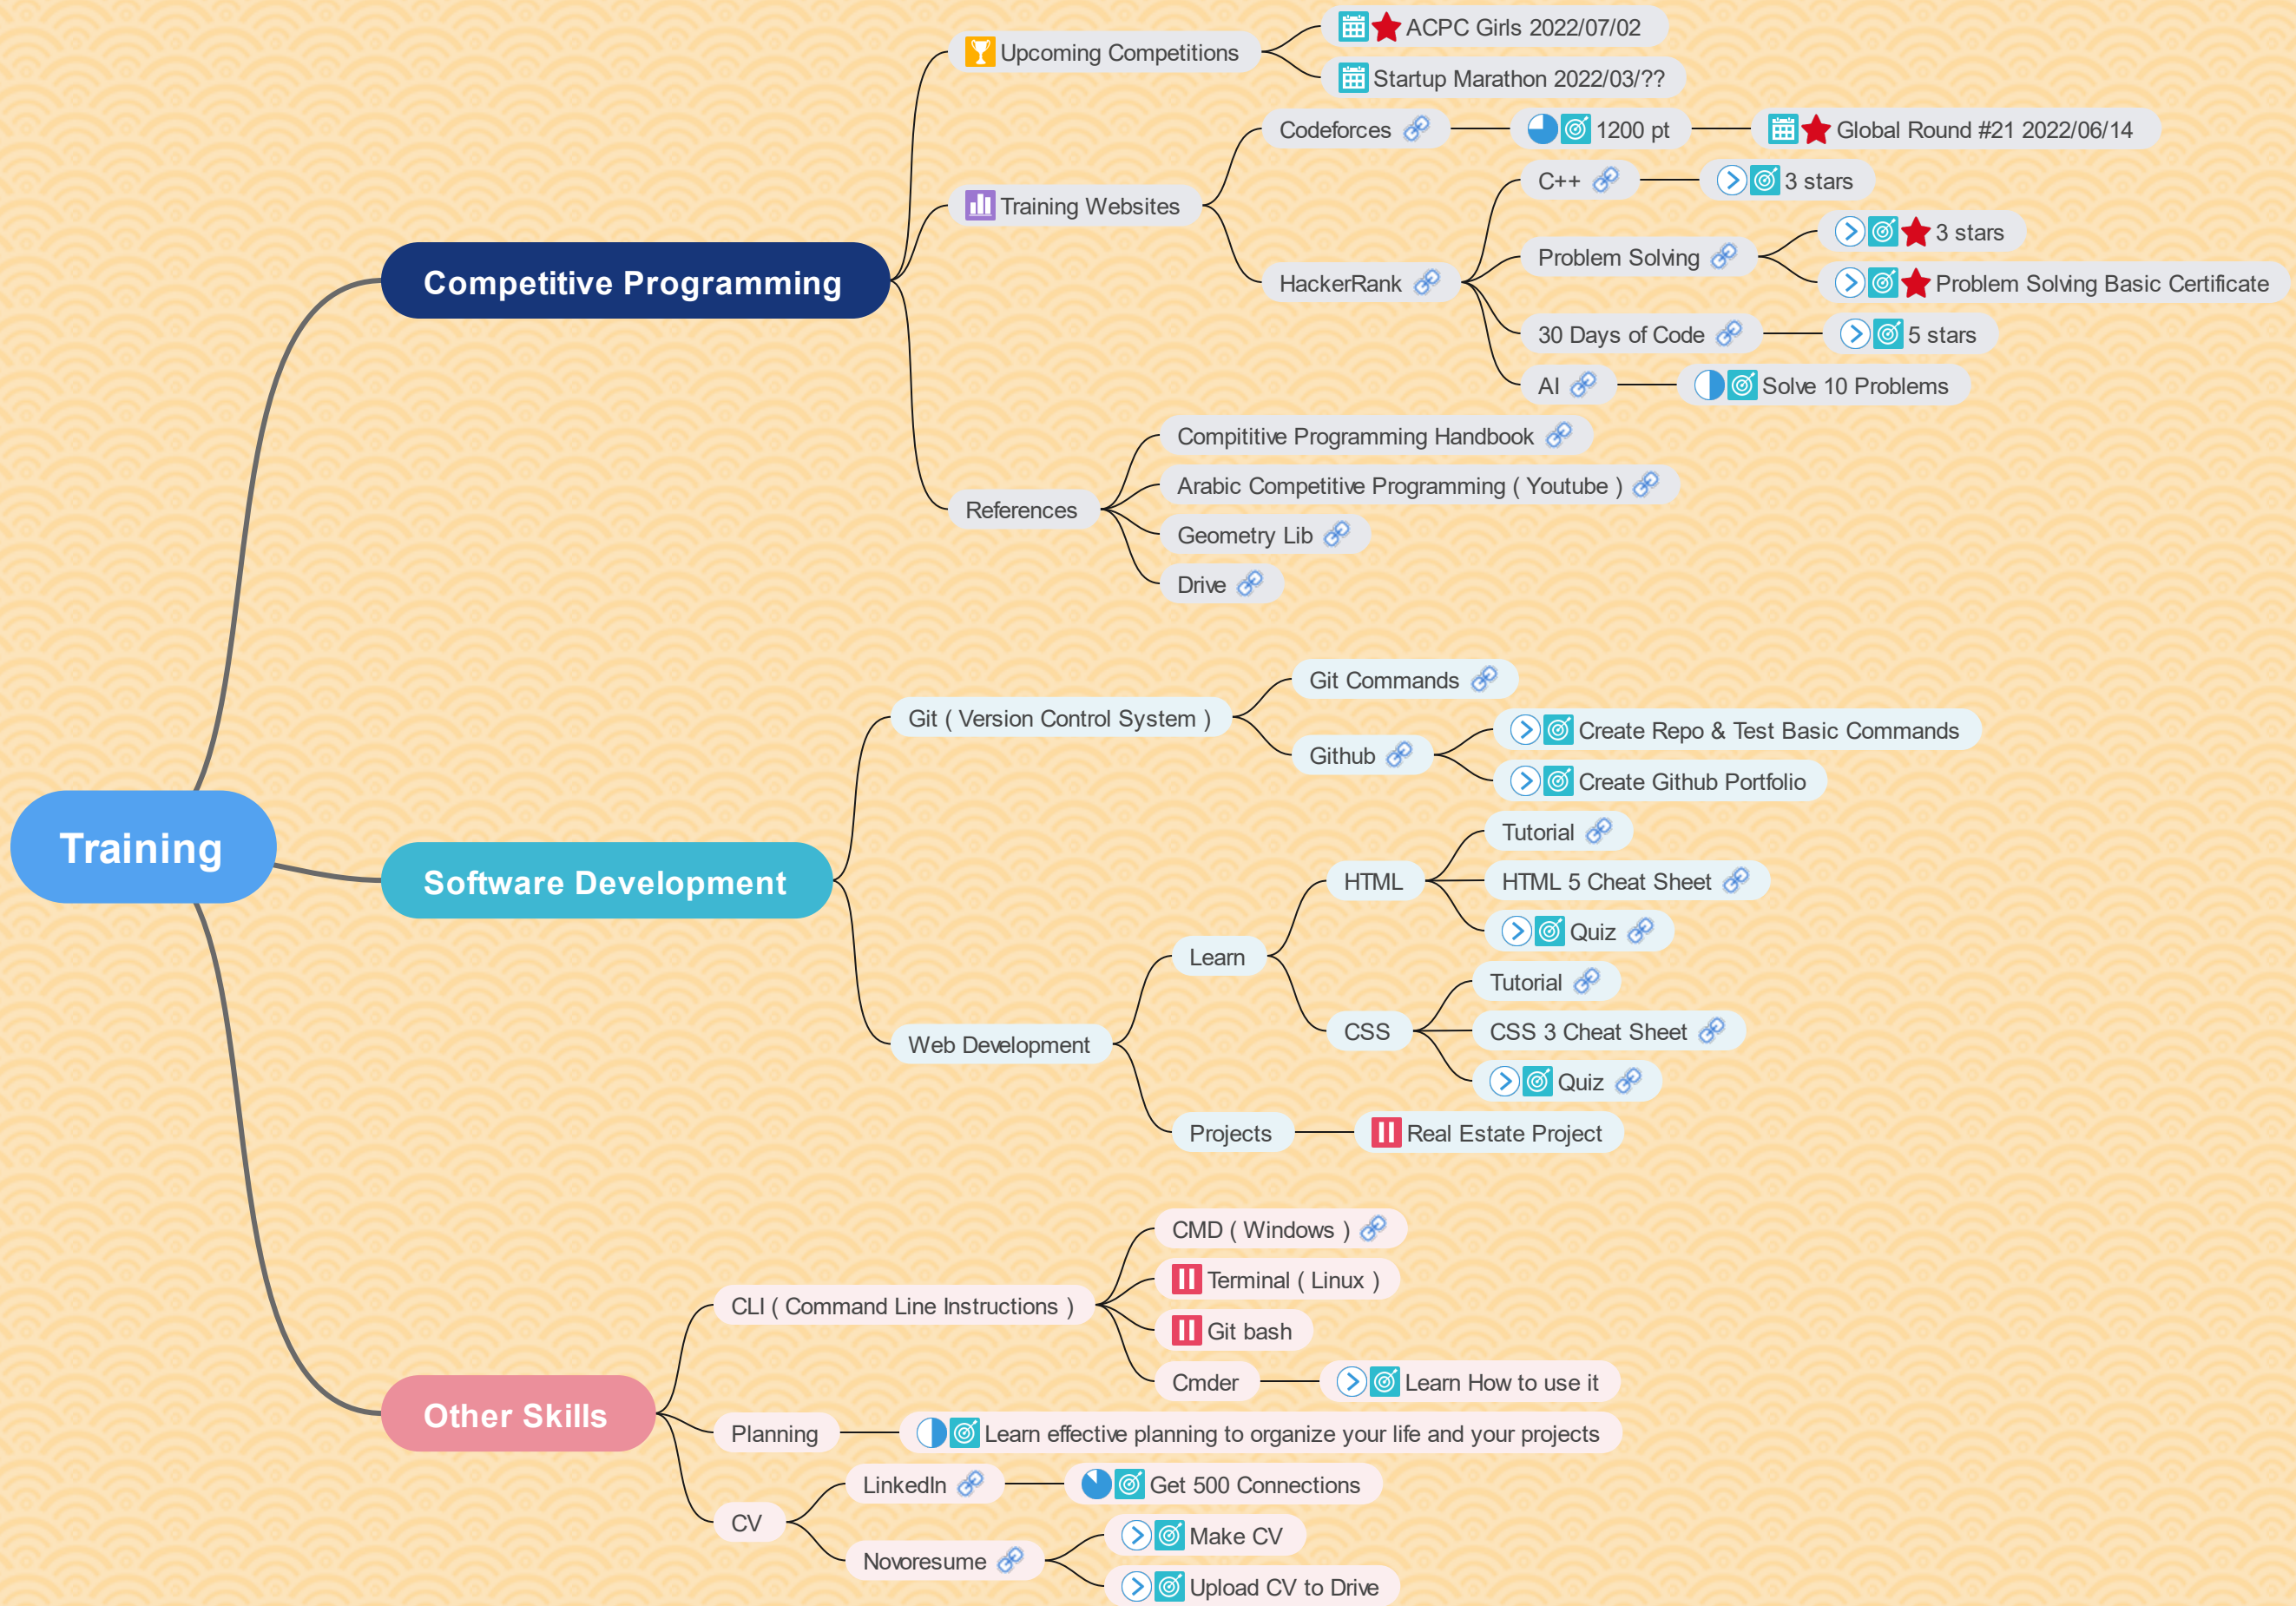 Training
Competitive Programming
Upcoming Competitions
ACPC Girls 2022/07/02
Startup Marathon 2022/03/??
Training Websites
Codeforces
1200 pt
Global Round #21 2022/06/14
HackerRank
C++
3 stars
Problem Solving
3 stars
Problem Solving Basic Certificate
30 Days of Code
5 stars
AI
Solve 10 Problems
References
Compititive Programming Handbook
Arabic Competitive Programming ( Youtube )
Geometry Lib
Drive
Software Development
Git ( Version Control System )
Git Commands
Github
Create Repo & Test Basic Commands
Create Github Portfolio
Web Development
Learn
HTML
Tutorial
HTML 5 Cheat Sheet
Quiz
CSS
Tutorial
CSS 3 Cheat Sheet
Quiz
Projects
Real Estate Project
Other Skills
CLI ( Command Line Instructions )
CMD ( Windows )
Terminal ( Linux )
Git bash
Cmder
Learn How to use it
Planning
Learn effective planning to organize your life and your projects
CV
LinkedIn
Get 500 Connections
Novoresume
Make CV
Upload CV to Drive